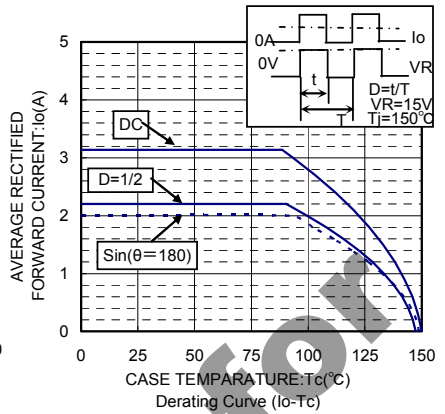 0A
0V
t
T
Io
VR
D=t/T
VR=15V
Tj=150℃
5
4
3
2
1
0
DC
D=1/2
Sin(θ=180)
AVERAGE RECTIFIED
FORWARD CURRENT:Io(A)
0 25 50 75 100 125 150
CASE TEMPARATURE:Tc(℃)
Derating Curve (Io-Tc)
for